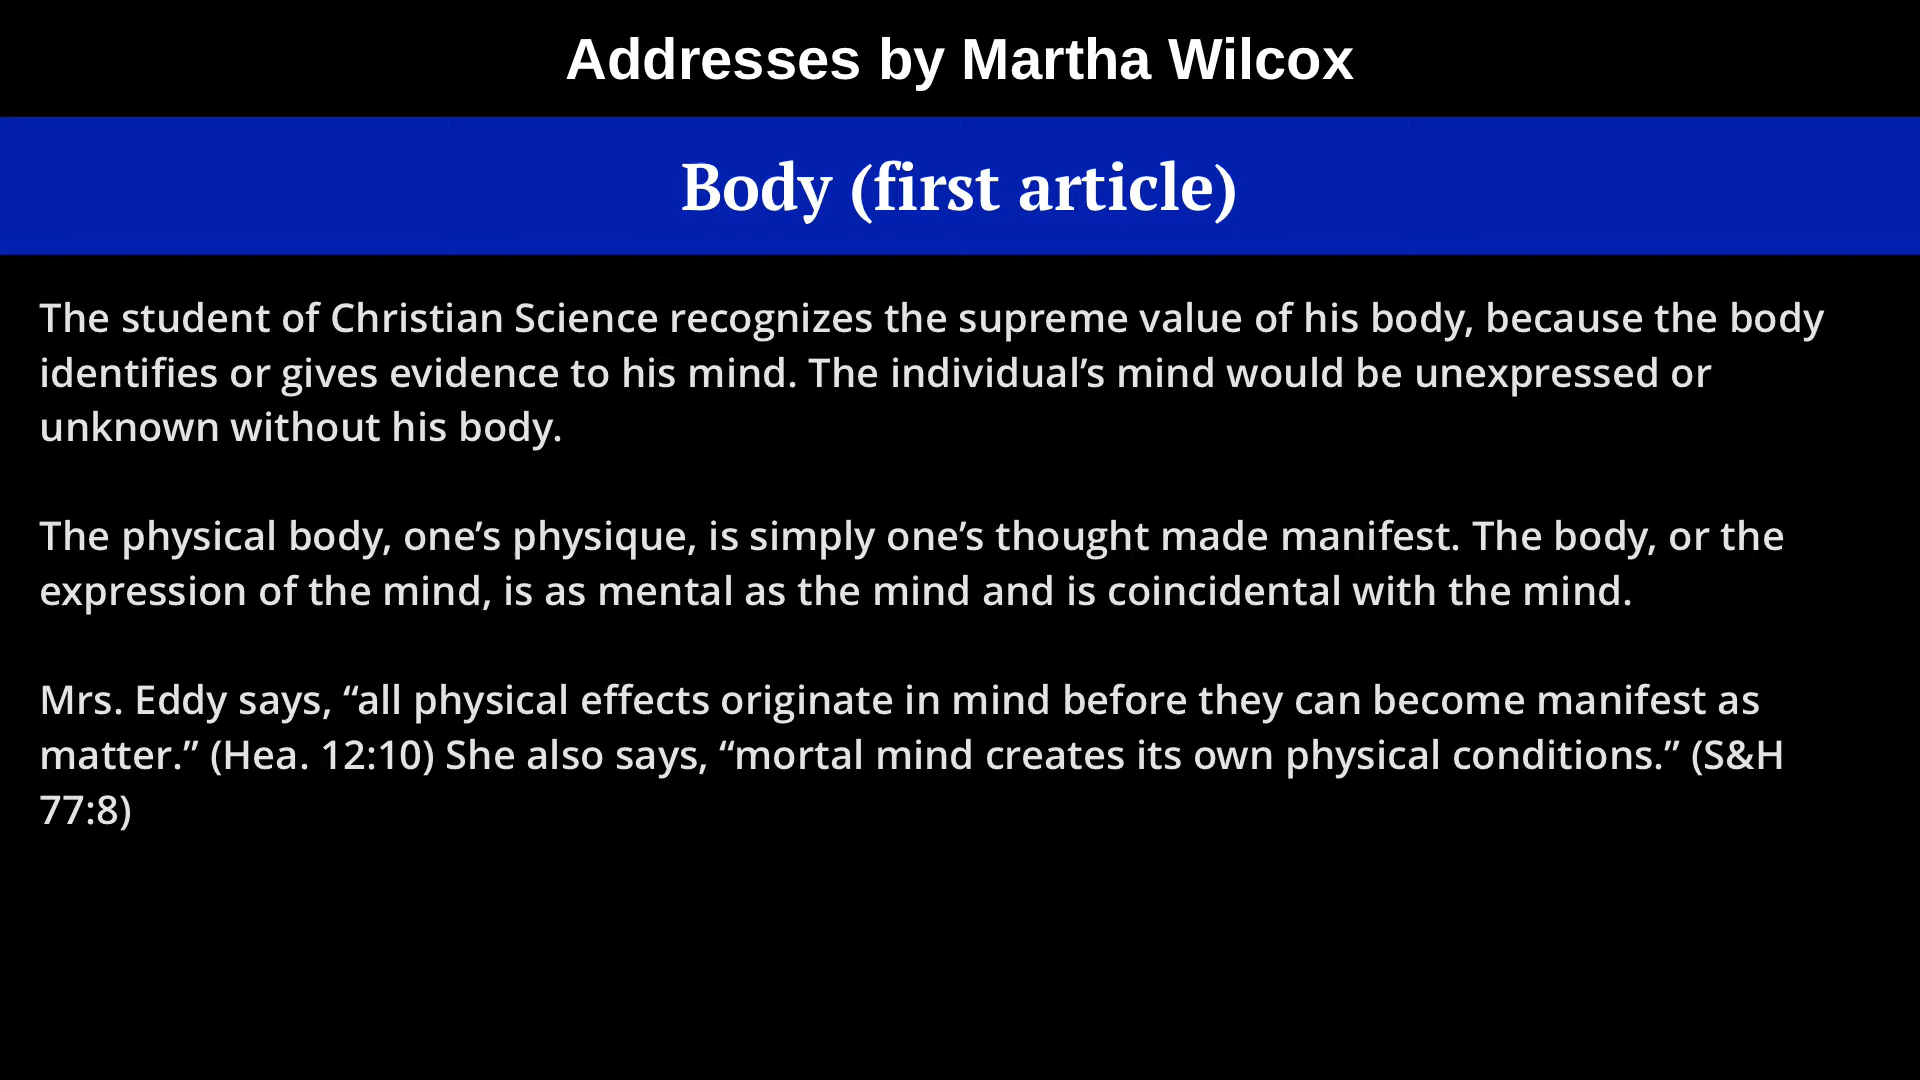 Addresses by Martha Wilcox
Body (first article)
The student of Christian Science recognizes the supreme value of his body, because the body
identifies or gives evidence to his mind. The individual’s mind would be unexpressed or
unknown without his body.
The physical body, one’s physique, is simply one’s thought made manifest. The body, or the
expression of the mind, is as mental as the mind and is coincidental with the mind.
Mrs. Eddy says, “all physical effects originate in mind before they can become manifest as
matter.” (Hea. 12:10) She also says, “mortal mind creates its own physical conditions.” (S&H
77:8)